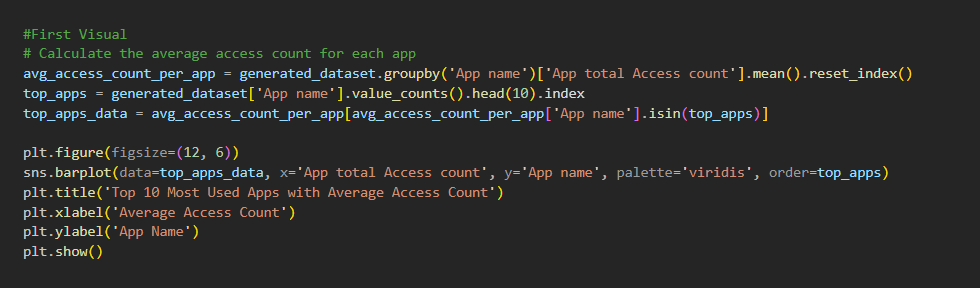 #First Visual
# Calculate the average access count for each app
avg_access_count_per_app = generated_dataset.groupby('App name')['App total Access count'].mean().reset_index()
top_apps = generated_dataset['App name'].value_counts().head(10).index
top_apps_data = avg_access_count_per_app[avg_access_count_per_app['App name'].isin(top_apps)]
plt.figure(figsize=(12, 6))
sns.barplot(data=top_apps_data, x='App total Access count', y='App name', palette='viridis', order=top_apps)
plt.title('Top 10 Most Used Apps with Average Access Count')
plt.xlabel('Average Access Count')
plt.ylabel('App Name')
plt.show()